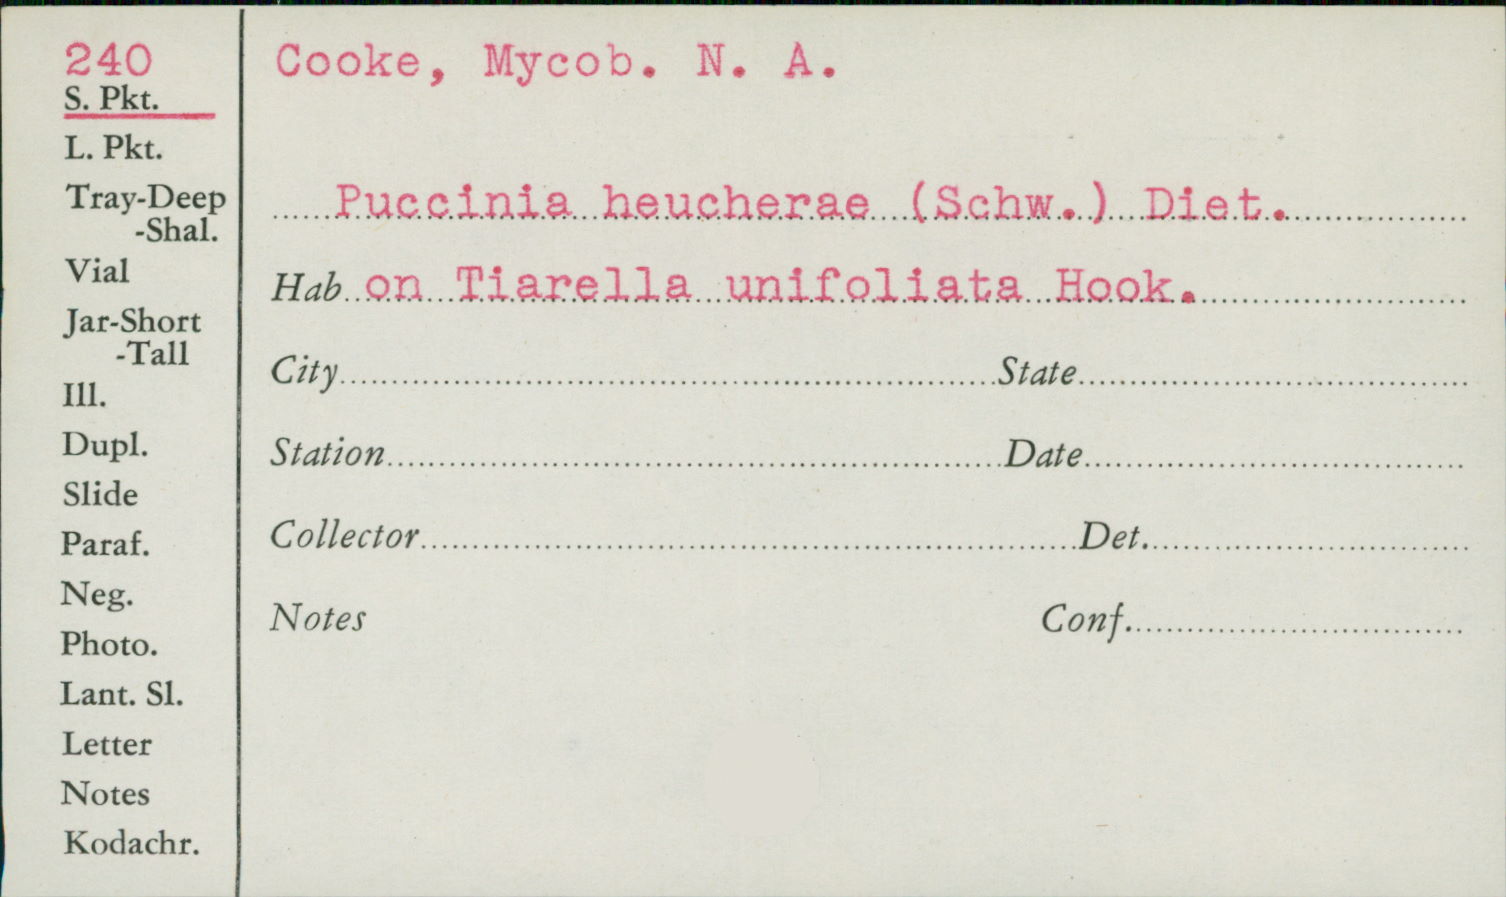 240
S. Pkt.
L. Pkt.
Tray-Deep
-Shal.
Vial
Jar-Short
-Tall
Ill.
Dupl.
Slide
Paraf.
Neg.
Photo.
Lant. Sl.
Letter
Notes
Kodachr.
Cooke, Mycob. N. A.
Puccinia heucherae (Schw.) Diet.
Hab on Tiarella unifoliata Hook.
City State
Station Date
Collector Det.
Notes Conf.